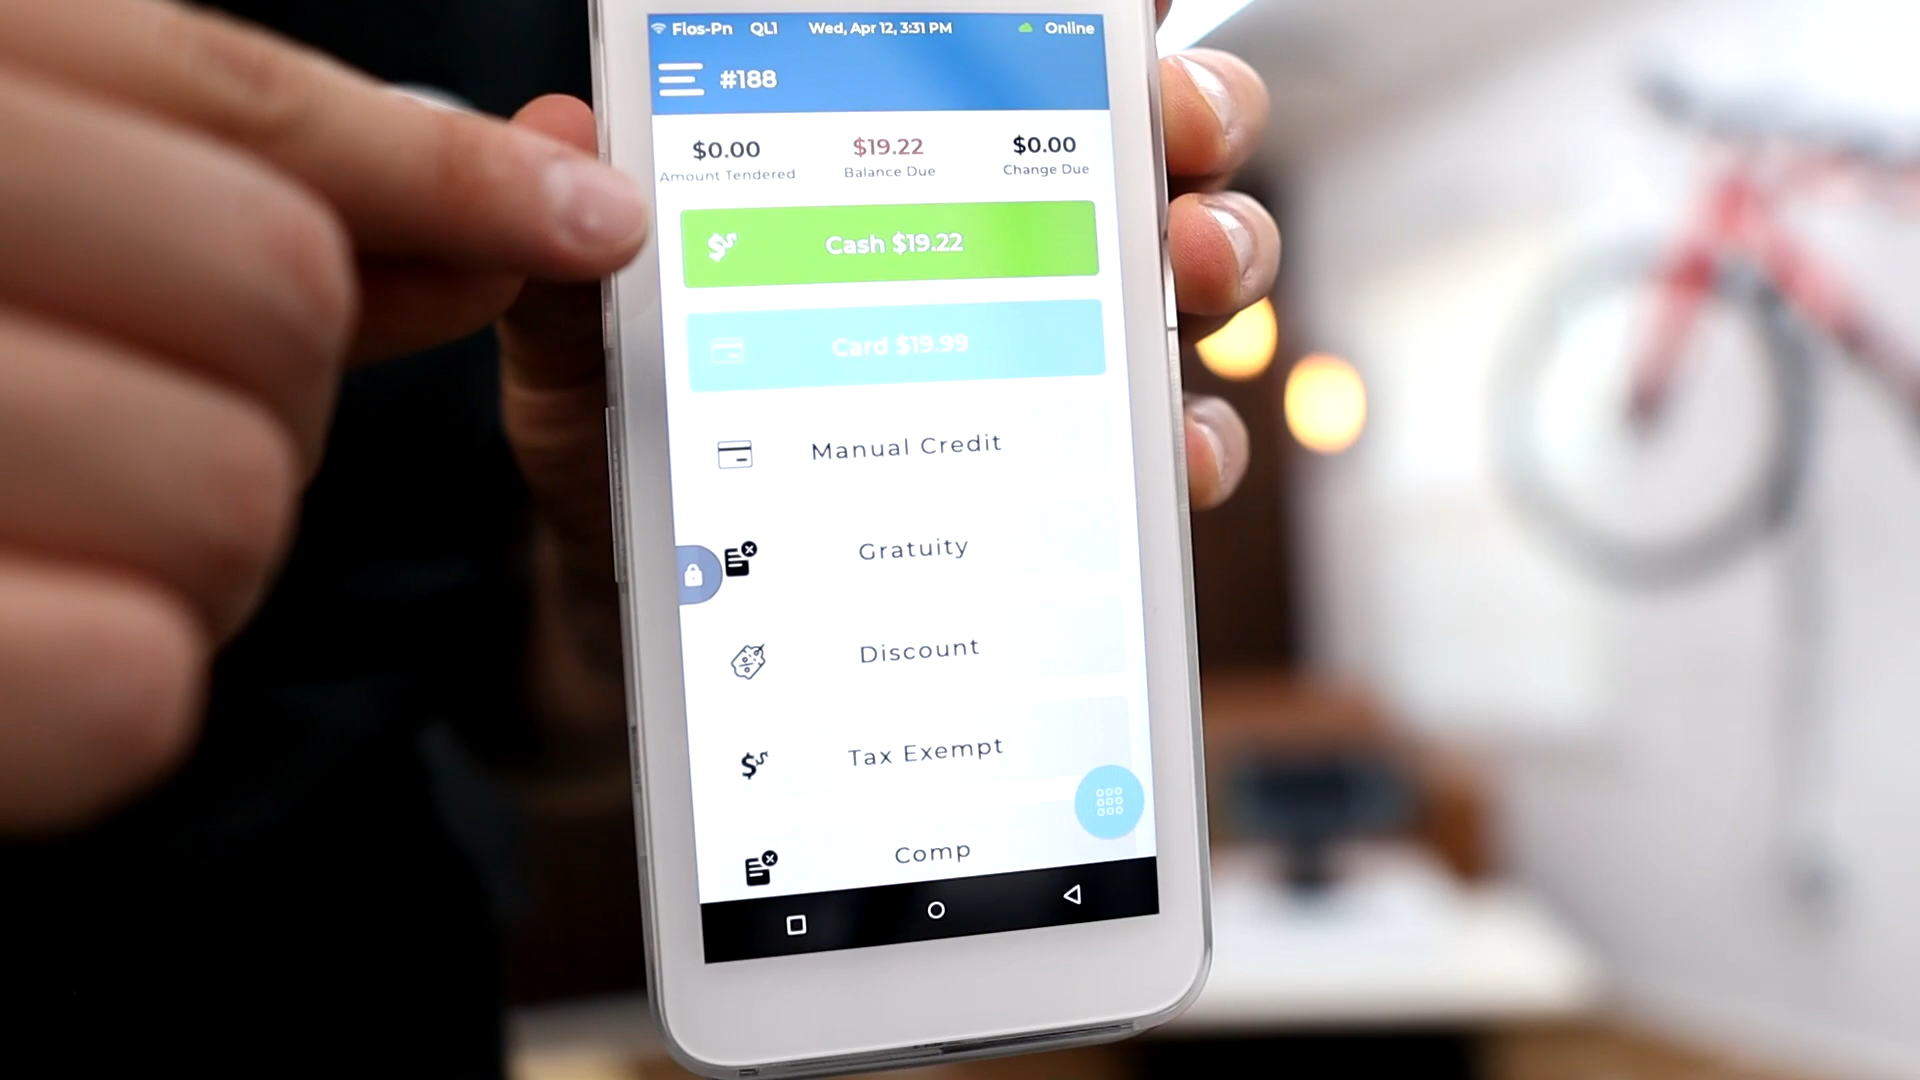 Flos-Pn QL1 Wed, Apr 12, 3:31 PM Online
#188
$0.00 $19.22 $0.00
Amount Tendered Balance Due Change Due
Cash $19.22
Card $19.99
Manual Credit
Gratuity
Discount
Tax Exempt
Comp